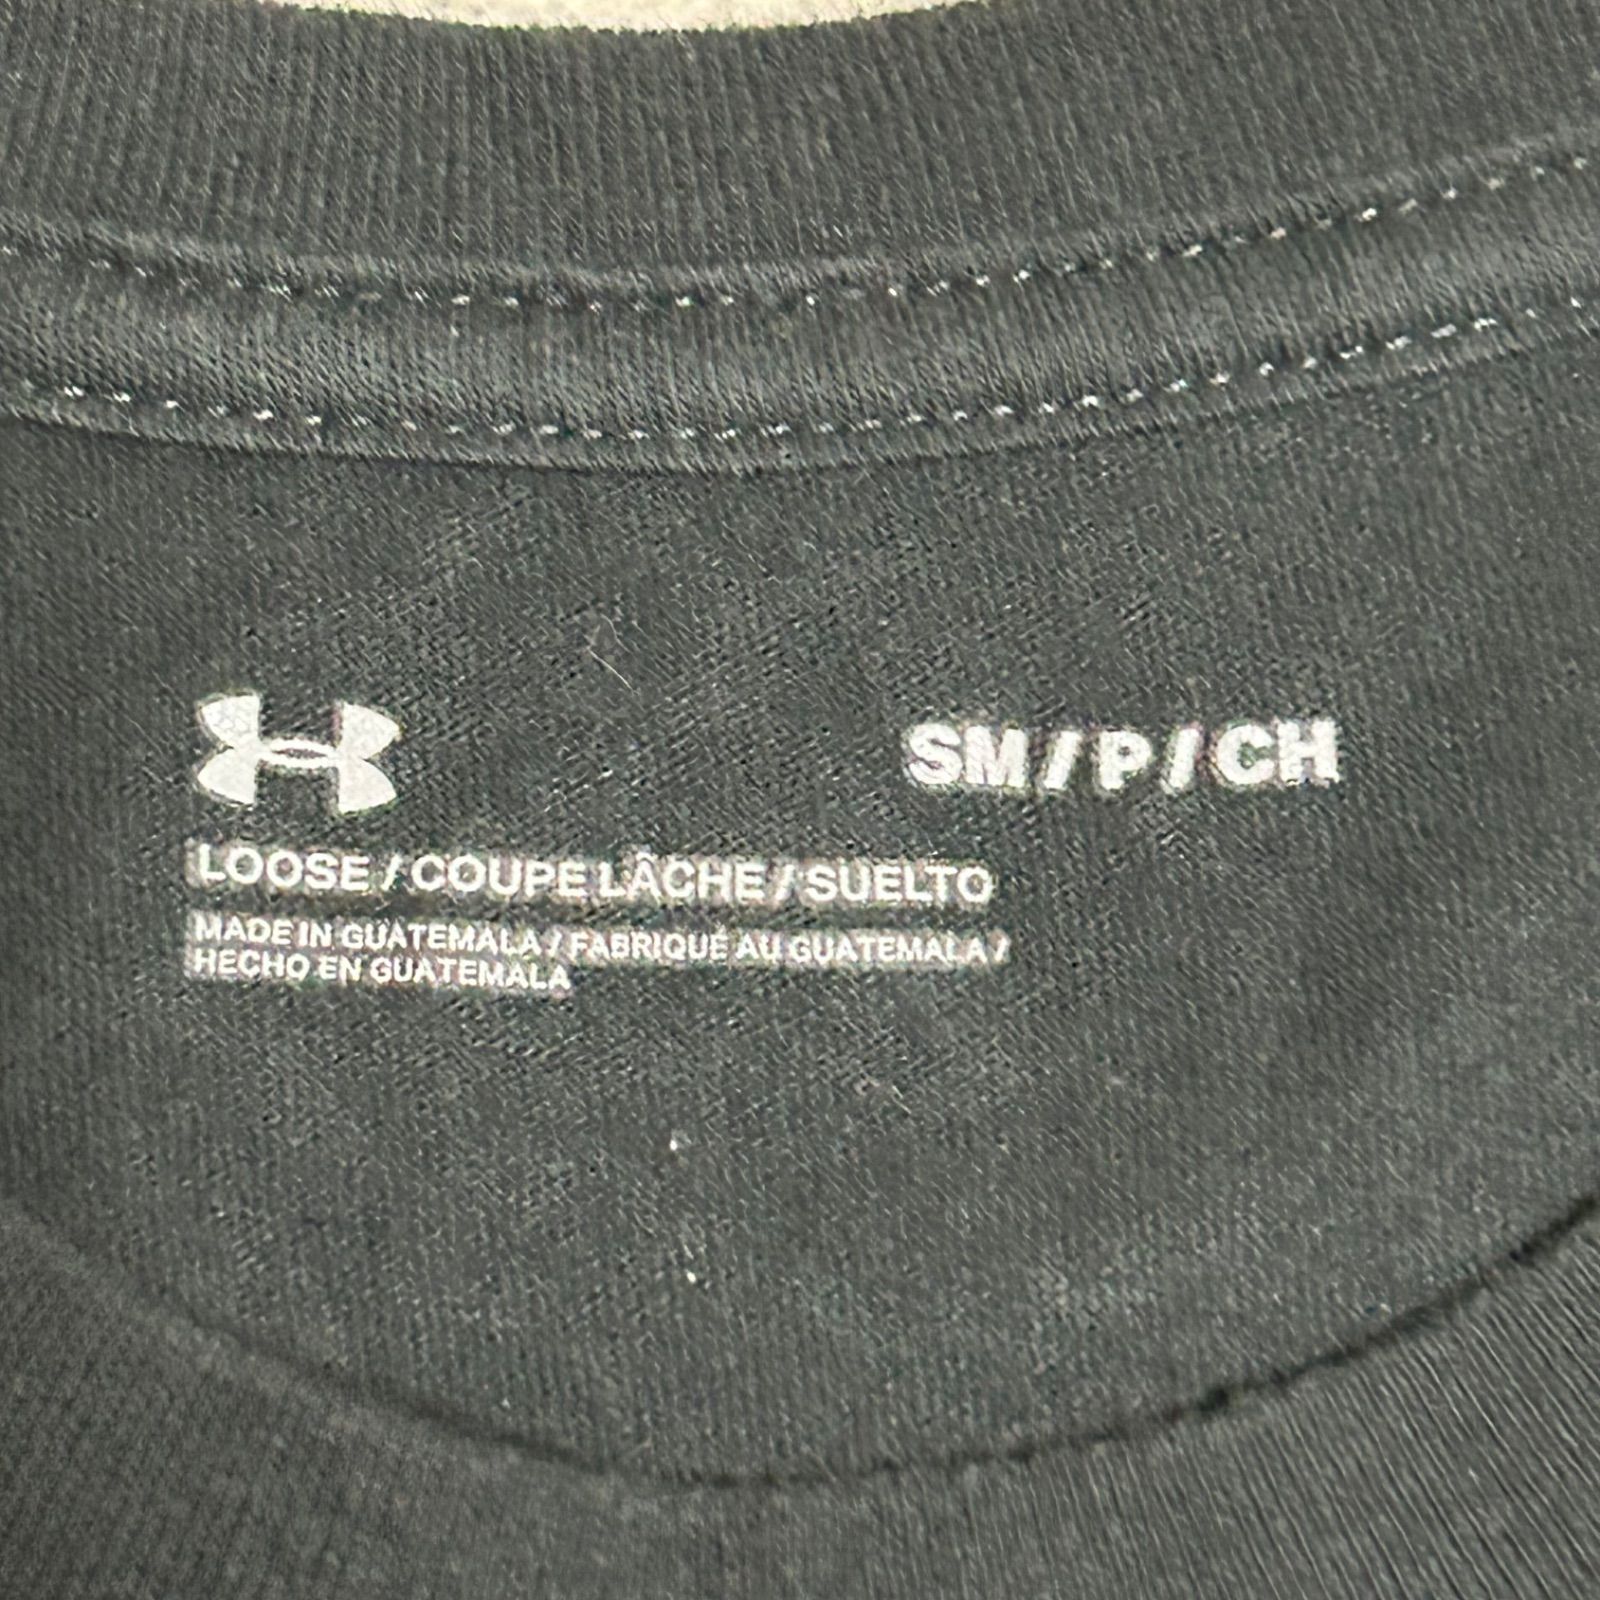 SM/P/CH
LOOSE / COUPE LÂCHE / SUELTO
MADE IN GUATEMALA / FABRIQUÉ AU GUATEMALA /
HECHO EN GUATEMALA